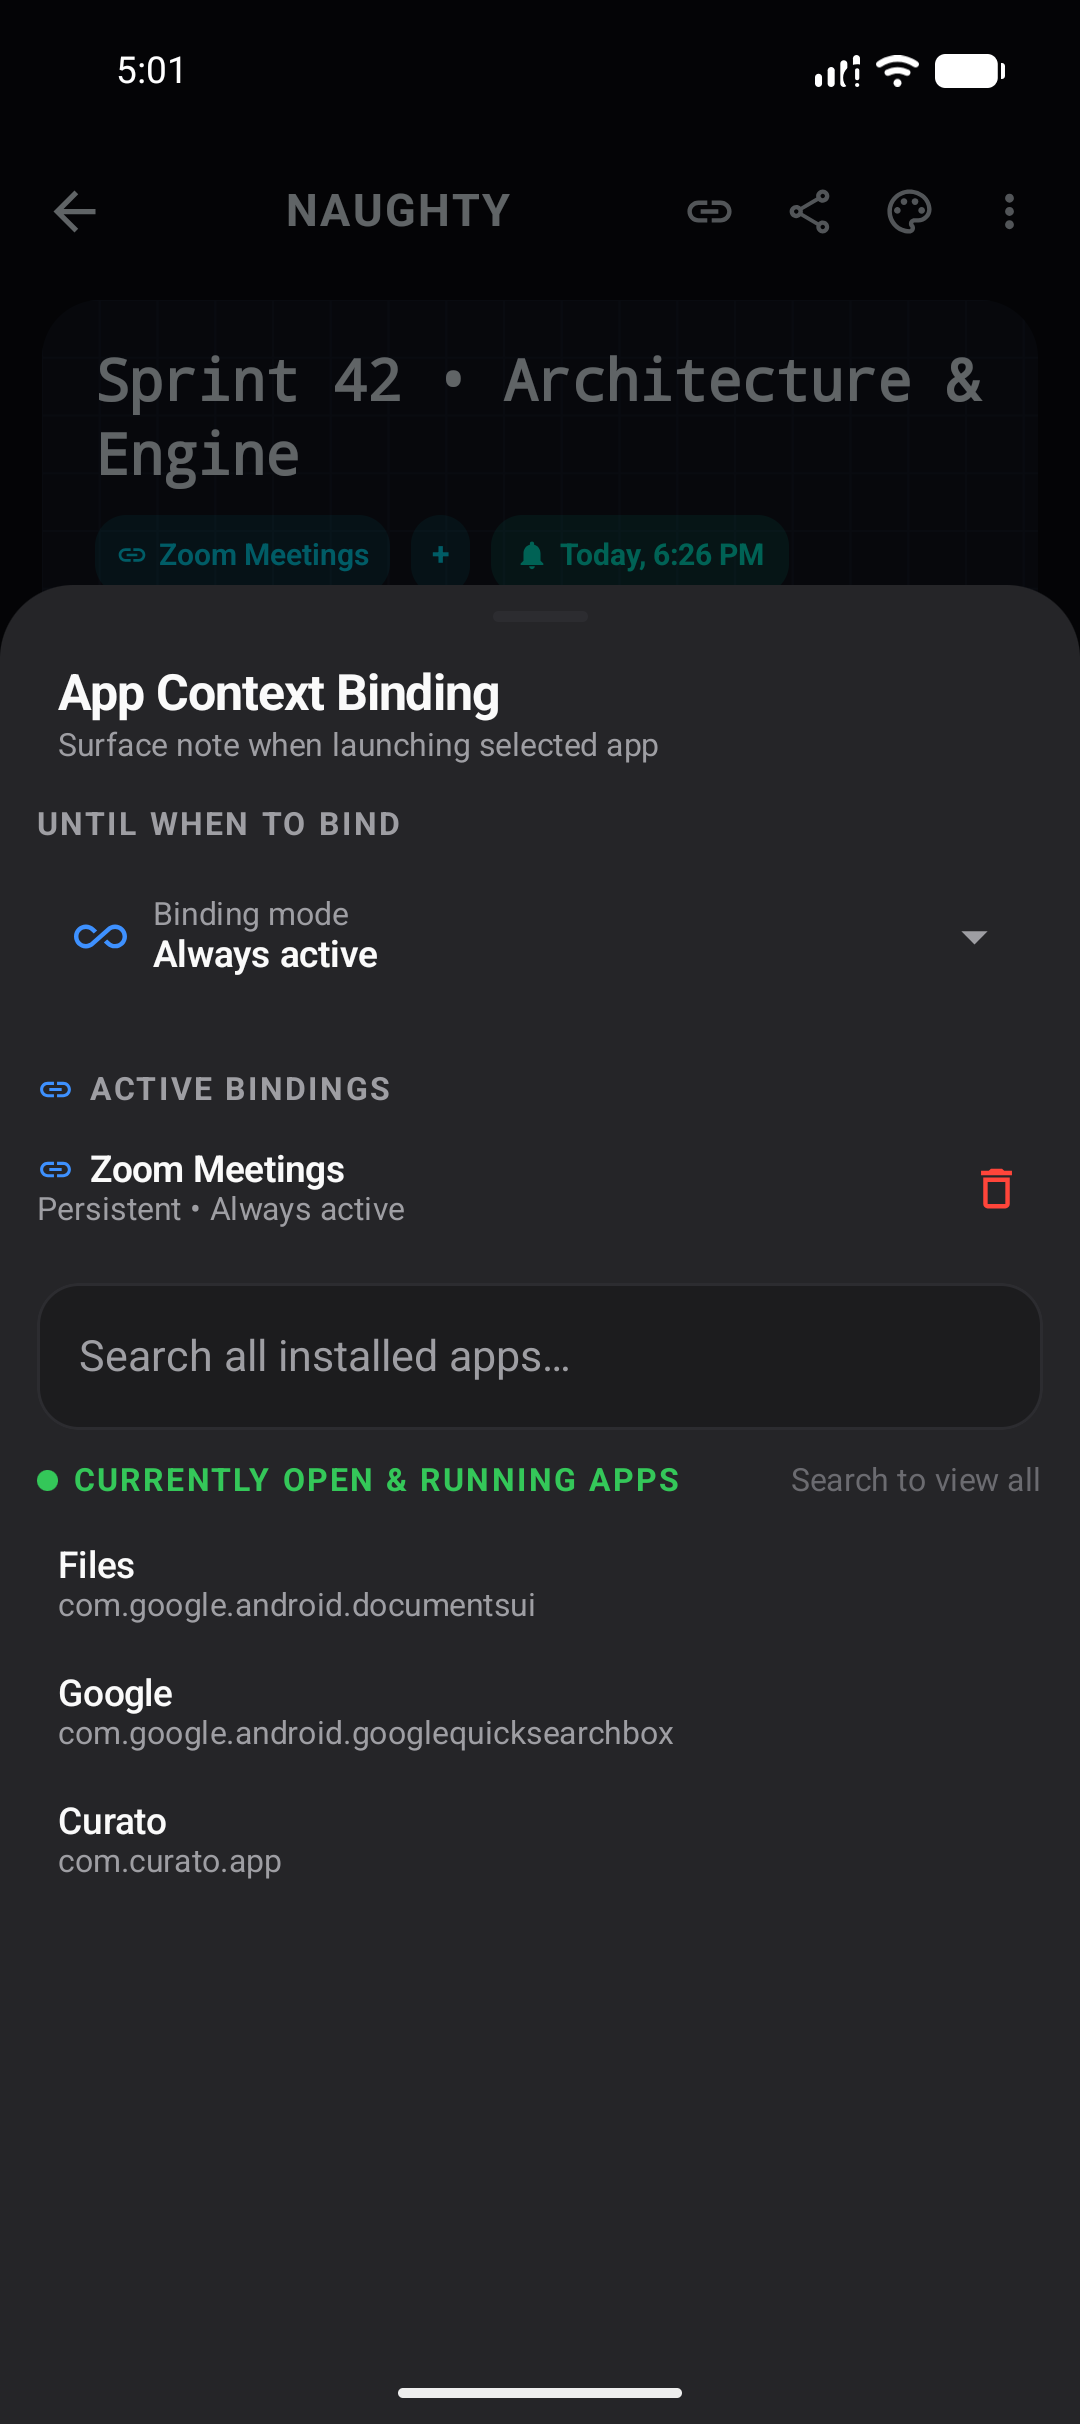 5:01
NAUGHTY
Sprint 42 • Architecture &
Engine
Zoom Meetings
+
Today, 6:26 PM
App Context Binding
Surface note when launching selected app
UNTIL WHEN TO BIND
Binding mode
Always active
ACTIVE BINDINGS
Zoom Meetings
Persistent • Always active
Search all installed apps...
CURRENTLY OPEN & RUNNING APPS
Search to view all
Files
com.google.android.documentsui
Google
com.google.android.googlequicksearchbox
Curato
com.curato.app